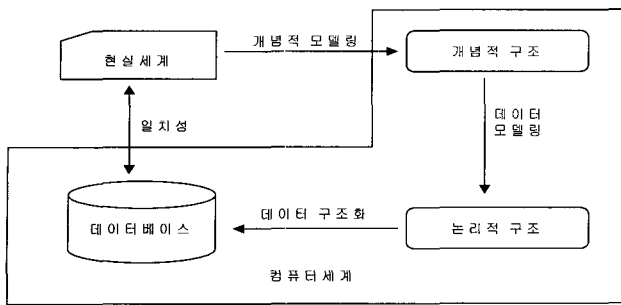 개념적 모델링
현실세계
개념적 구조
일치성
데이터
모델링
데이터베이스
데이터 구조화
논리적 구조
컴퓨터세계